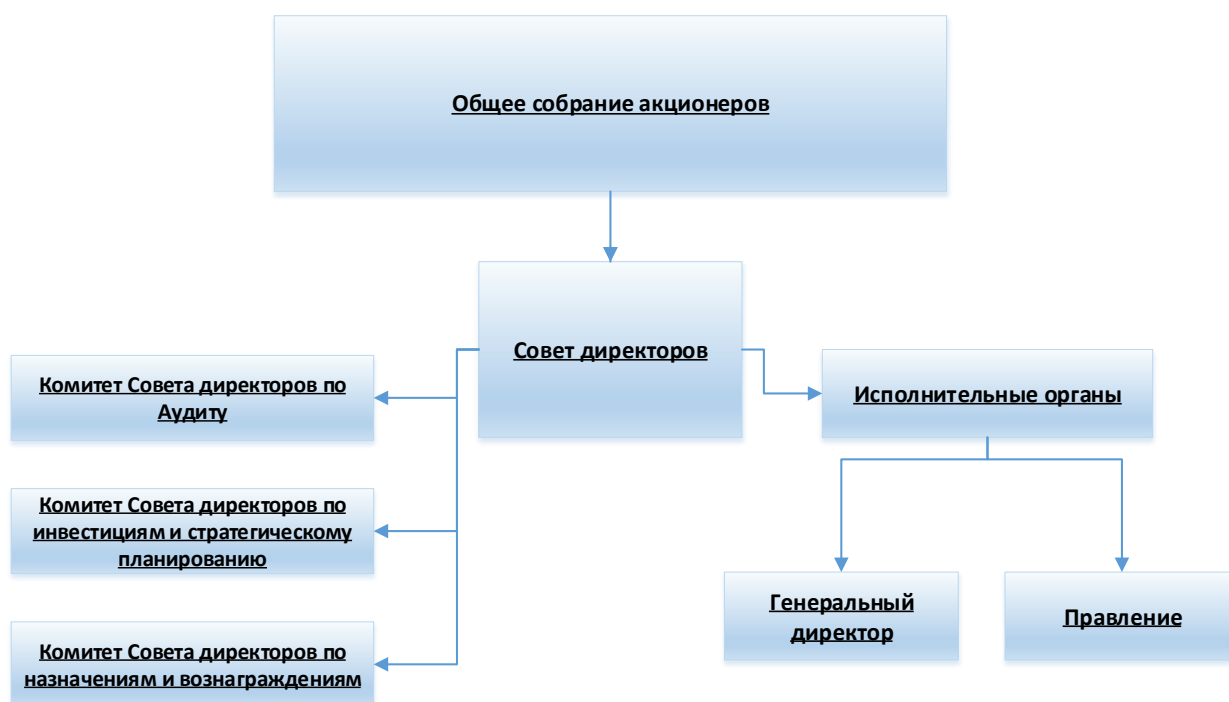 Общее собрание акционеров
Совет директоров
Комитет Совета директоров по
Аудиту
Исполнительные органы
Комитет Совета директоров по
инвестициям и стратегическому
планированию
Генеральный
директор
Правление
Комитет Совета директоров по
назначениям и вознаграждениям